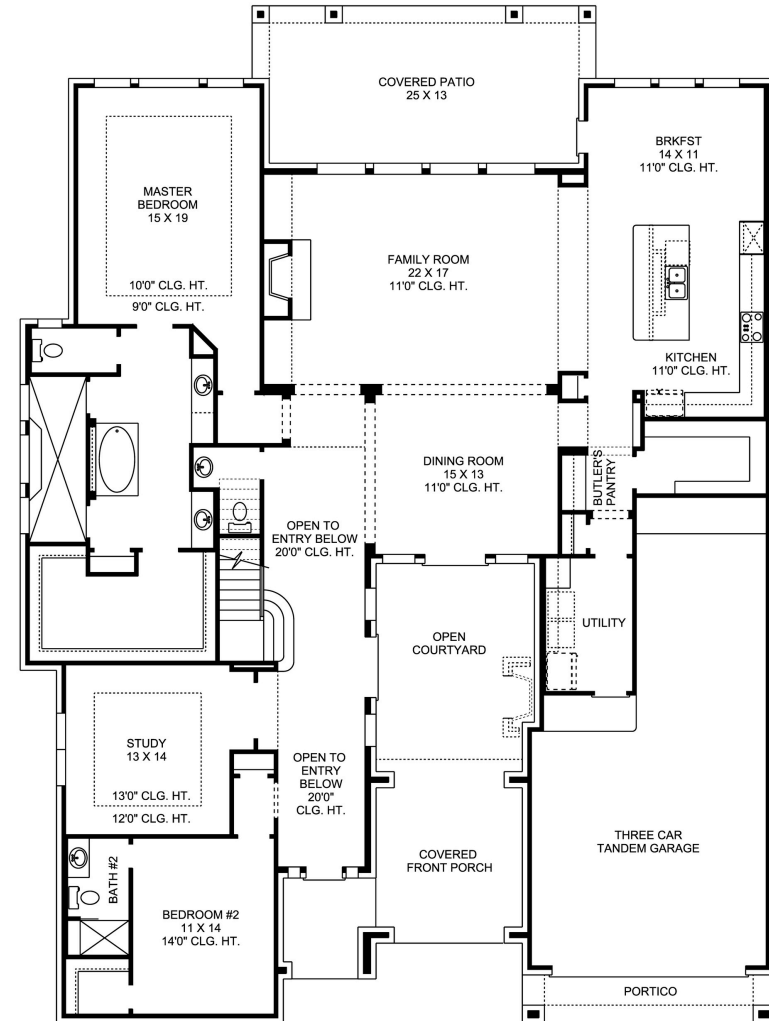 COVERED PATIO
25 X 13
BRKFST
14 X 11
11'0" CLG. HT.
MASTER
BEDROOM
15 X 19
10'0" CLG. HT.
9'0" CLG. HT.
FAMILY ROOM
22 X 17
11'0" CLG. HT.
KITCHEN
11'0" CLG. HT.
X
DINING ROOM
15 X 13
11'0" CLG. HT.
BUTLER'S
PANTRY
OPEN TO
ENTRY BELOW
20'0" CLG. HT.
OPEN
COURTYARD
UTILITY
STUDY
13 X 14
13'0" CLG. HT.
12'0" CLG. HT.
OPEN TO
ENTRY
BELOW
20'0"
CLG. HT.
THREE CAR
TANDEM GARAGE
COVERED
FRONT PORCH
BATH #2
BEDROOM #2
11 X 14
14'0" CLG. HT.
PORTICO